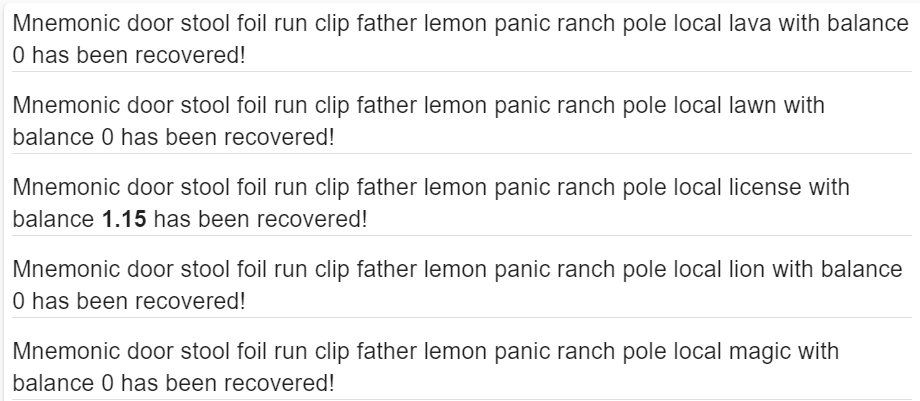 Mnemonic door stool foil run clip father lemon panic ranch pole local lava with balance
0 has been recovered!
Mnemonic door stool foil run clip father lemon panic ranch pole local lawn with
balance 0 has been recovered!
Mnemonic door stool foil run clip father lemon panic ranch pole local license with
balance 1.15 has been recovered!
Mnemonic door stool foil run clip father lemon panic ranch pole local lion with balance
0 has been recovered!
Mnemonic door stool foil run clip father lemon panic ranch pole local magic with
balance 0 has been recovered!